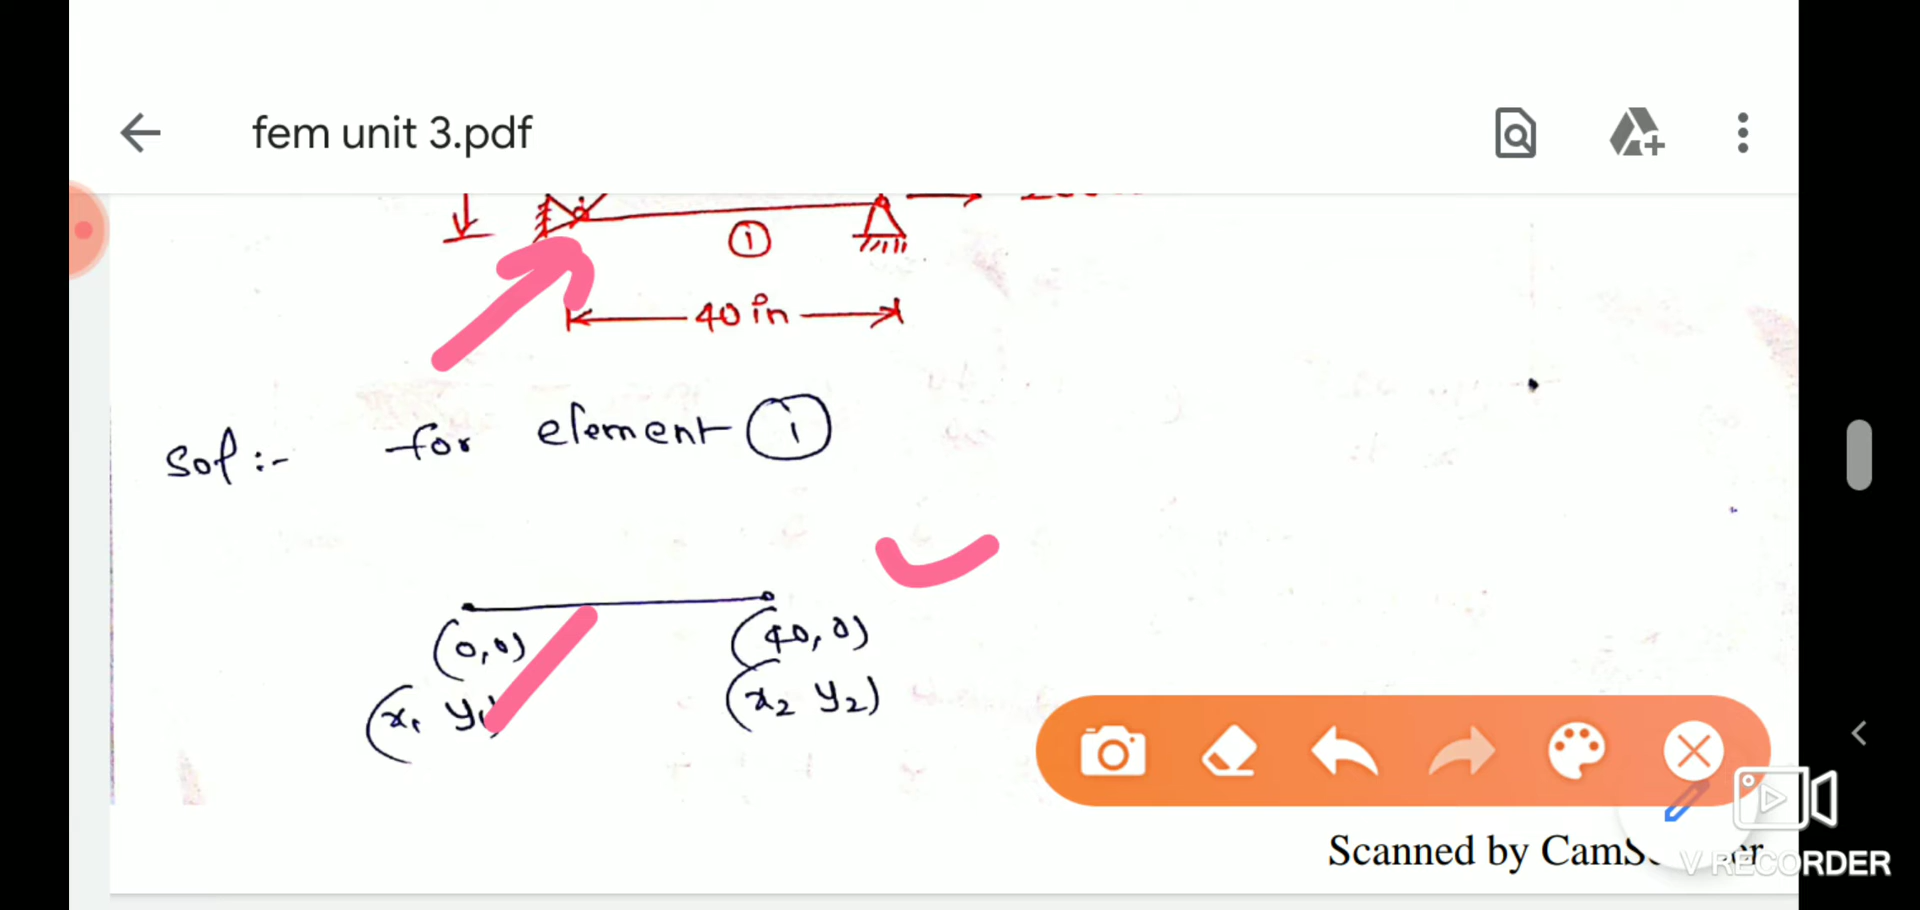 fem unit 3.pdf
1
40 in
Sol :- for element 1
(0,0) (40,0)
(x1 y1) (x2 y2)
Scanned by CamS
V RECORDER